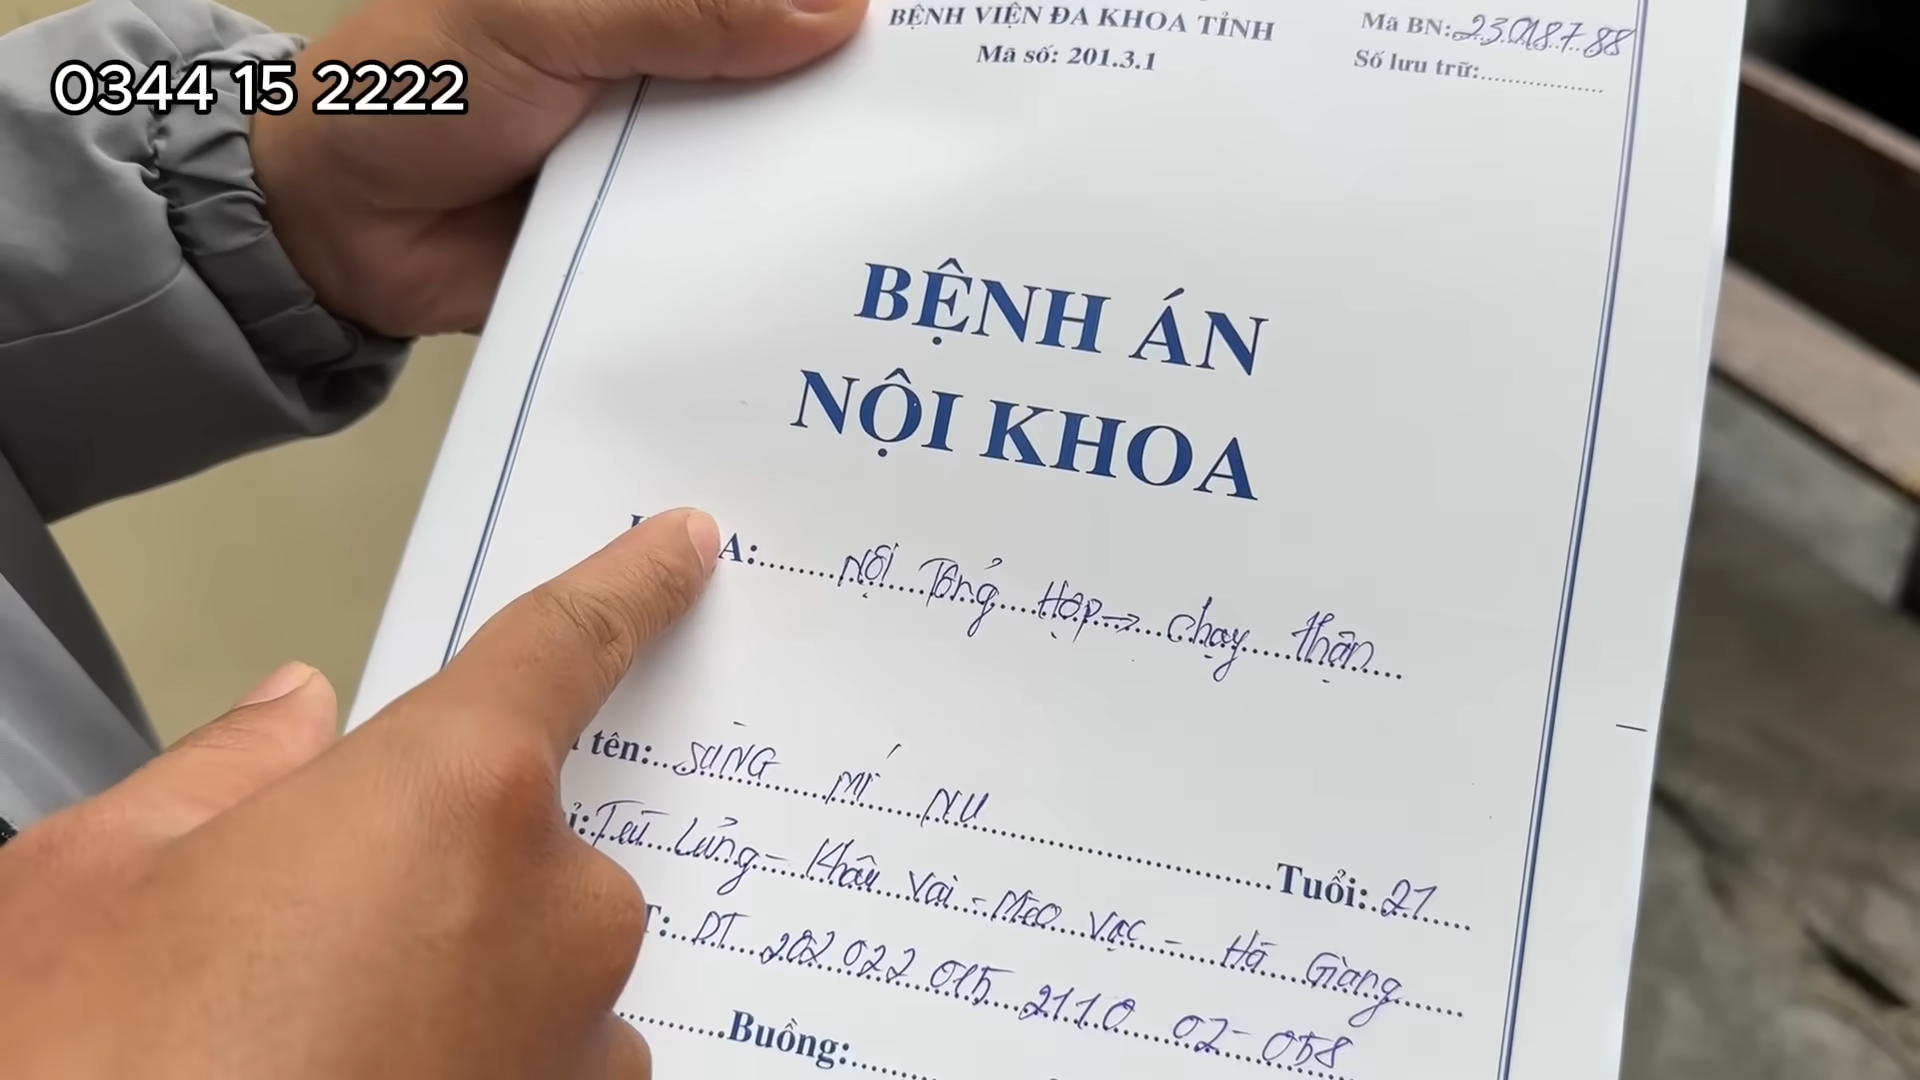 0344 15 2222
BỆNH VIỆN ĐA KHOA TỈNH
Mã số: 201.3.1
Mã BN: 23018788
Số lưu trữ:
BỆNH ÁN
NỘI KHOA
A: Nội Tổng Hợp → chạy thận
tên: SÙNG MÍ NU
Tuổi: 21
Lủng - Khâu Vai - Mèo Vạc - Hà Giang
T: DT 202 022 015 2110 02 - 058
Buồng: